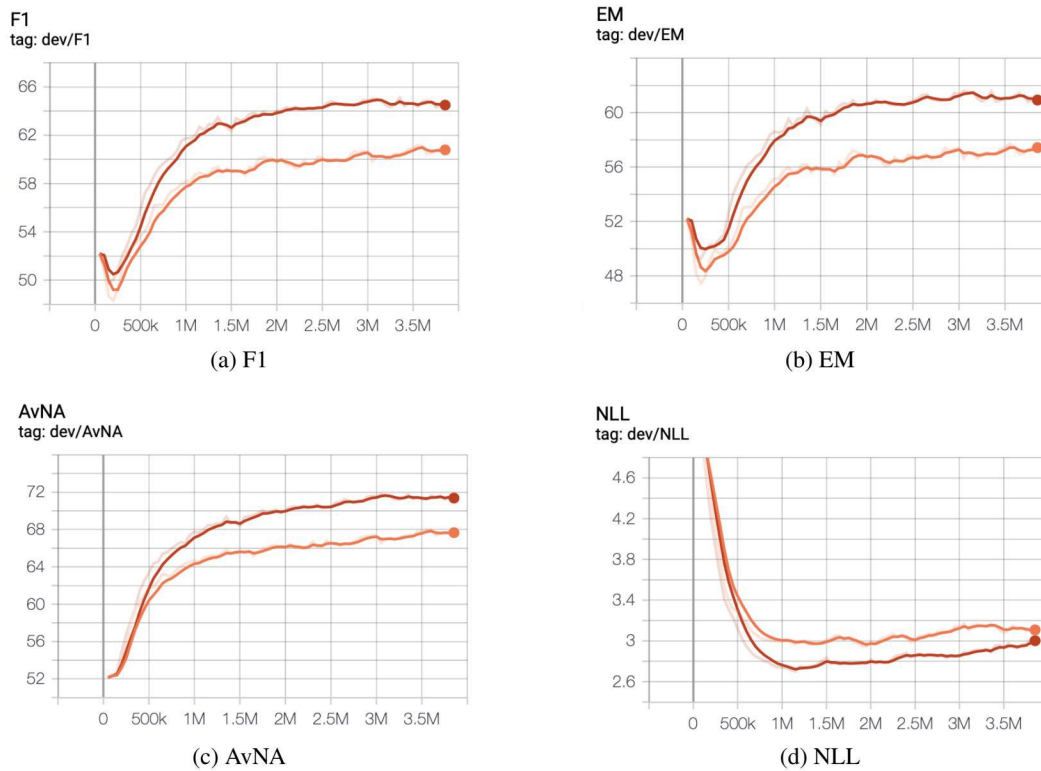 F1
tag: dev/F1
66
62
58
54
50
0 500k 1M 1.5M 2M 2.5M 3M 3.5M
(a) F1
EM
tag: dev/EM
60
56
52
48
0 500k 1M 1.5M 2M 2.5M 3M 3.5M
(b) EM
AvNA
tag: dev/AvNA
72
68
64
60
56
52
0 500k 1M 1.5M 2M 2.5M 3M 3.5M
(c) AvNA
NLL
tag: dev/NLL
4.6
4.2
3.8
3.4
3
2.6
0 500k 1M 1.5M 2M 2.5M 3M 3.5M
(d) NLL